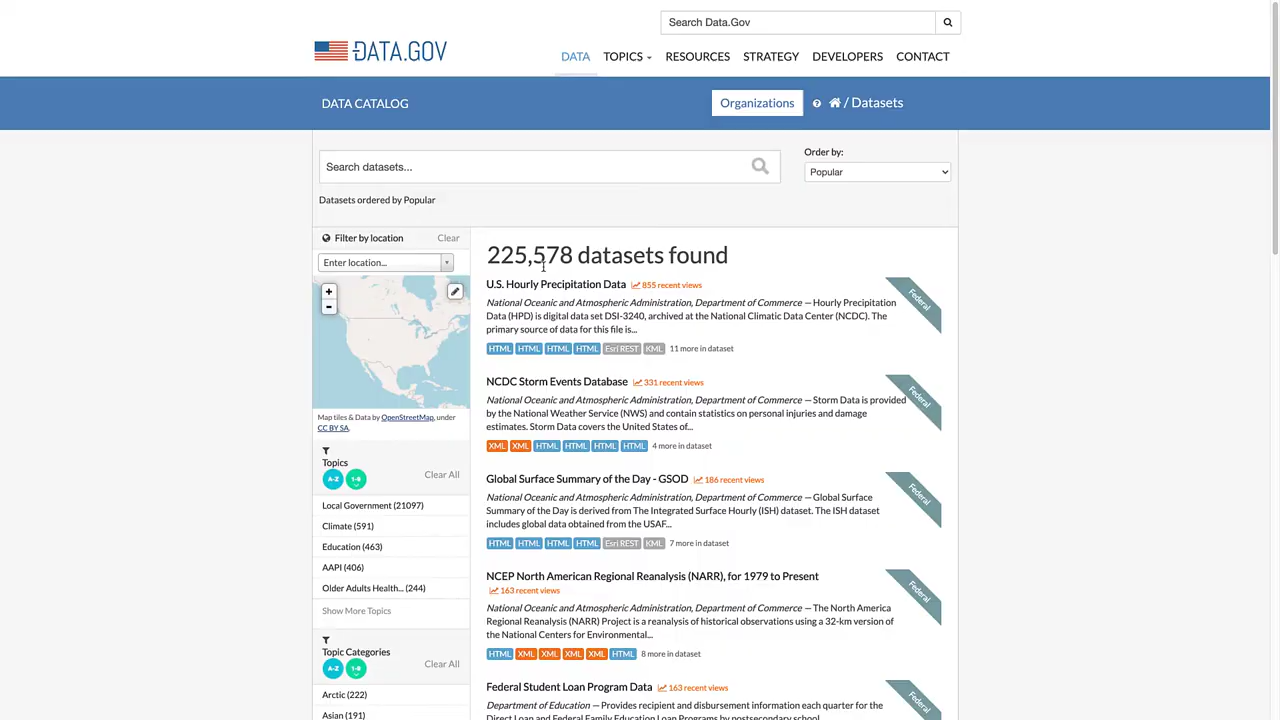 Search Data.Gov
DATA.GOV
DATA TOPICS RESOURCES STRATEGY DEVELOPERS CONTACT
DATA CATALOG
Organizations
/ Datasets
Search datasets...
Order by:
Popular
Datasets ordered by Popular
Filter by location Clear
Enter location...
+
-
Map tiles & Data by OpenStreetMap, under
CC BY SA.
Topics
A-Z 1-9
Clear All
Local Government (21097)
Climate (591)
Education (463)
AAPI (406)
Older Adults Health... (244)
Show More Topics
Topic Categories
A-Z 1-9
Clear All
Arctic (222)
Asian (191)
225,578 datasets found
U.S. Hourly Precipitation Data 855 recent views
Federal
National Oceanic and Atmospheric Administration, Department of Commerce — Hourly Precipitation
Data (HPD) is digital data set DSI-3240, archived at the National Climatic Data Center (NCDC). The
primary source of data for this file is...
HTML HTML HTML HTML Esri REST KML 11 more in dataset
NCDC Storm Events Database 331 recent views
Federal
National Oceanic and Atmospheric Administration, Department of Commerce — Storm Data is provided
by the National Weather Service (NWS) and contain statistics on personal injuries and damage
estimates. Storm Data covers the United States of...
XML XML HTML HTML HTML HTML 4 more in dataset
Global Surface Summary of the Day - GSOD 186 recent views
Federal
National Oceanic and Atmospheric Administration, Department of Commerce — Global Surface
Summary of the Day is derived from The Integrated Surface Hourly (ISH) dataset. The ISH dataset
includes global data obtained from the USAF...
HTML HTML HTML HTML Esri REST KML 7 more in dataset
NCEP North American Regional Reanalysis (NARR), for 1979 to Present
163 recent views
Federal
National Oceanic and Atmospheric Administration, Department of Commerce — The North America
Regional Reanalysis (NARR) Project is a reanalysis of historical observations using a 32-km version of
the National Centers for Environmental...
HTML XML XML XML XML HTML 8 more in dataset
Federal Student Loan Program Data 163 recent views
Federal
Department of Education — Provides recipient and disbursement information each quarter for the
Direct Loan and Federal Family Education Loan Programs by postsecondary school